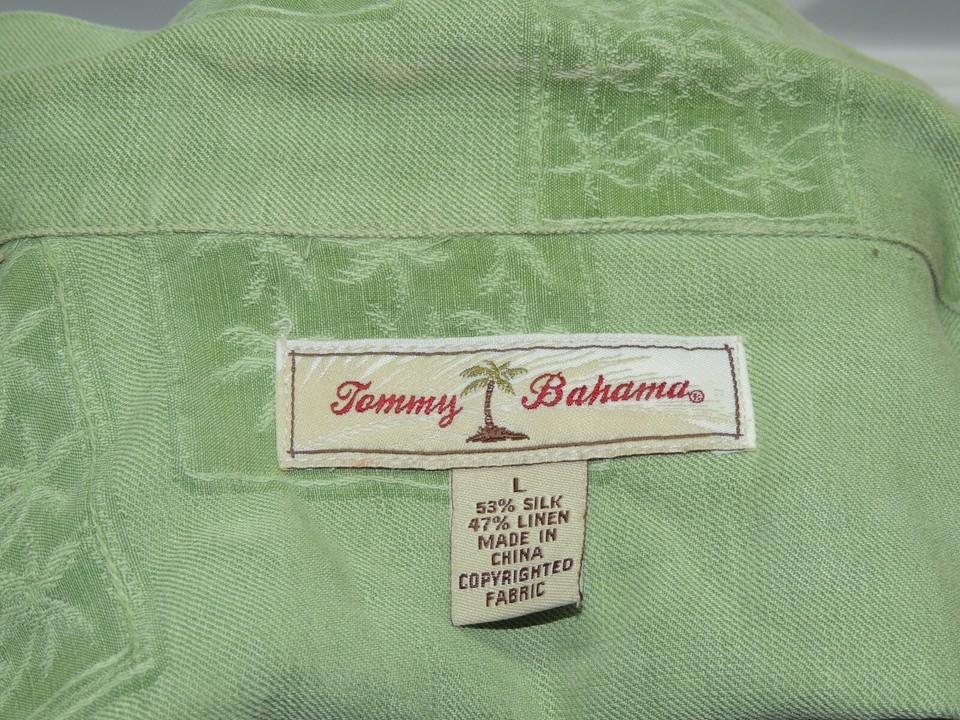 Tommy Bahama®
L
53% SILK
47% LINEN
MADE IN
CHINA
COPYRIGHTED
FABRIC